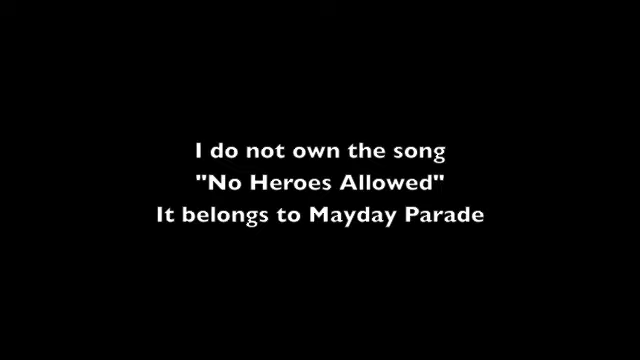 I do not own the song
"No Heroes Allowed"
It belongs to Mayday Parade